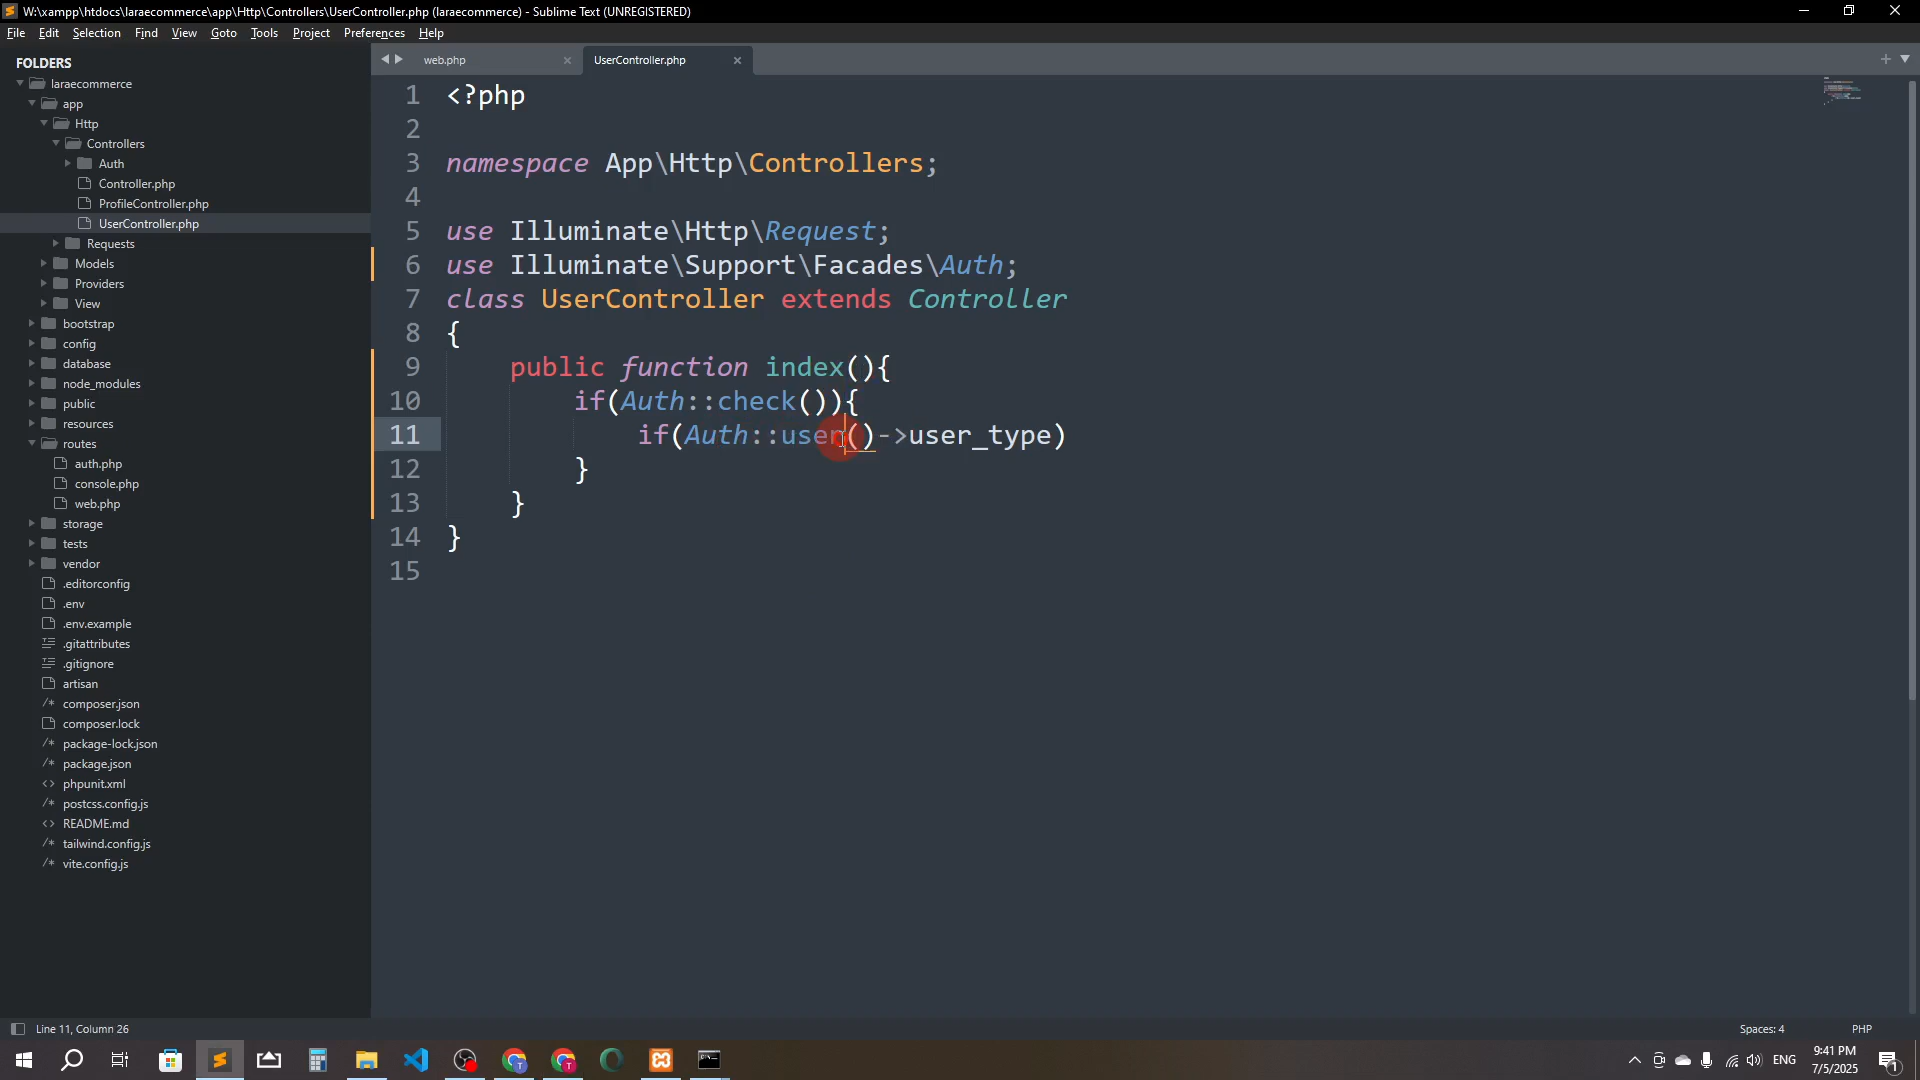 W:\xampp\htdocs\laraecommerce\app\Http\Controllers\UserController.php (laraecommerce) - Sublime Text (UNREGISTERED)
File Edit Selection Find View Goto Tools Project Preferences Help
FOLDERS
laraecommerce
app
Http
Controllers
Auth
Controller.php
ProfileController.php
UserController.php
Requests
Models
Providers
View
bootstrap
config
database
node_modules
public
resources
routes
auth.php
console.php
web.php
storage
tests
vendor
.editorconfig
.env
.env.example
.gitattributes
.gitignore
artisan
composer.json
composer.lock
package-lock.json
package.json
phpunit.xml
postcss.config.js
README.md
tailwind.config.js
vite.config.js
web.php UserController.php
1 <?php
2
3 namespace App\Http\Controllers;
4
5 use Illuminate\Http\Request;
6 use Illuminate\Support\Facades\Auth;
7 class UserController extends Controller
8 {
9 public function index(){
10 if(Auth::check()){
11 if(Auth::user()->user_type)
12 }
13 }
14 }
15
Line 11, Column 26
Spaces: 4 PHP
ENG
9:41 PM
7/5/2025
1